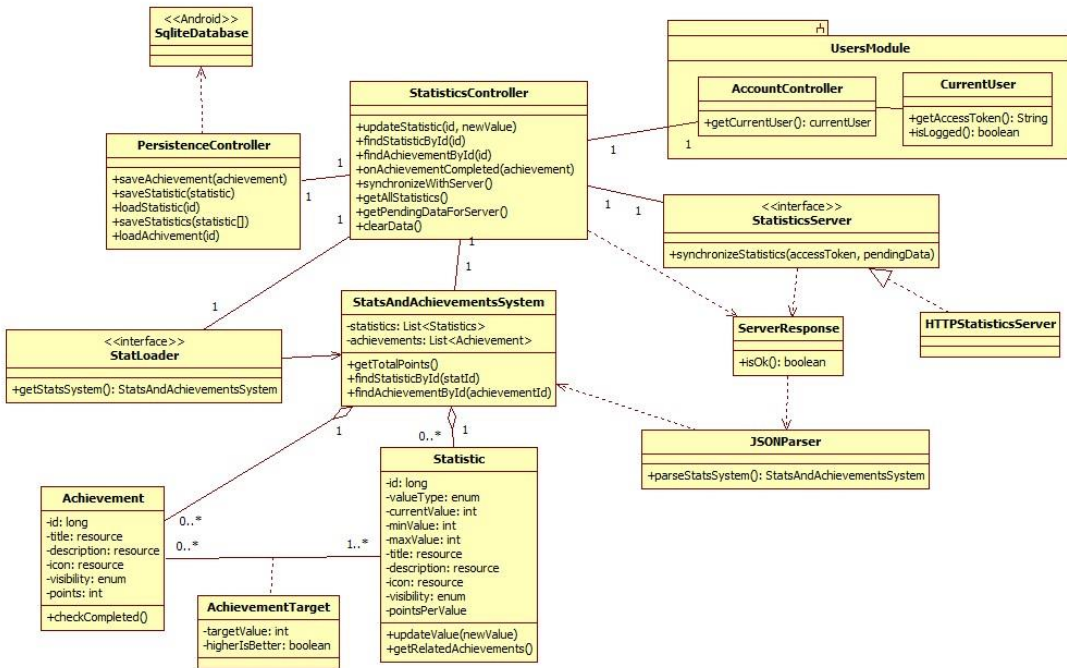 <<Android>>
SqliteDatabase
UsersModule
AccountController
+getCurrentUser(): currentUser
CurrentUser
+getAccessToken(): String
+isLogged(): boolean
StatisticsController
+updateStatistic(id, newValue)
+findStatisticById(id)
+findAchievementById(id)
+onAchievementCompleted(achievement)
+synchronizeWithServer()
+getAllStatistics()
+getPendingDataForServer()
+clearData()
1
1
PersistenceController
+saveAchievement(achievement)
+saveStatistic(statistic)
+loadStatistic(id)
+saveStatistics(statistic[])
+loadAchivement(id)
1
1
1
1
<<interface>>
StatisticsServer
+synchronizeStatistics(accessToken, pendingData)
1
1
1
1
StatsAndAchievementsSystem
-statistics: List<Statistics>
-achievements: List<Achievement>
+getTotalPoints()
+findStatisticById(statId)
+findAchievementById(achievementId)
<<interface>>
StatLoader
+getStatsSystem(): StatsAndAchievementsSystem
ServerResponse
+isOk(): boolean
HTTPStatisticsServer
JSONParser
+parseStatsSystem(): StatsAndAchievementsSystem
1
0..*
1
0..*
Statistic
-id: long
-valueType: enum
-currentValue: int
-minValue: int
-maxValue: int
-title: resource
-description: resource
-icon: resource
-visibility: enum
-pointsPerValue
+updateValue(newValue)
+getRelatedAchievements()
Achievement
-id: long
-title: resource
-description: resource
-icon: resource
-visibility: enum
-points: int
+checkCompleted()
0..*
1..*
AchievementTarget
-targetValue: int
-higherIsBetter: boolean